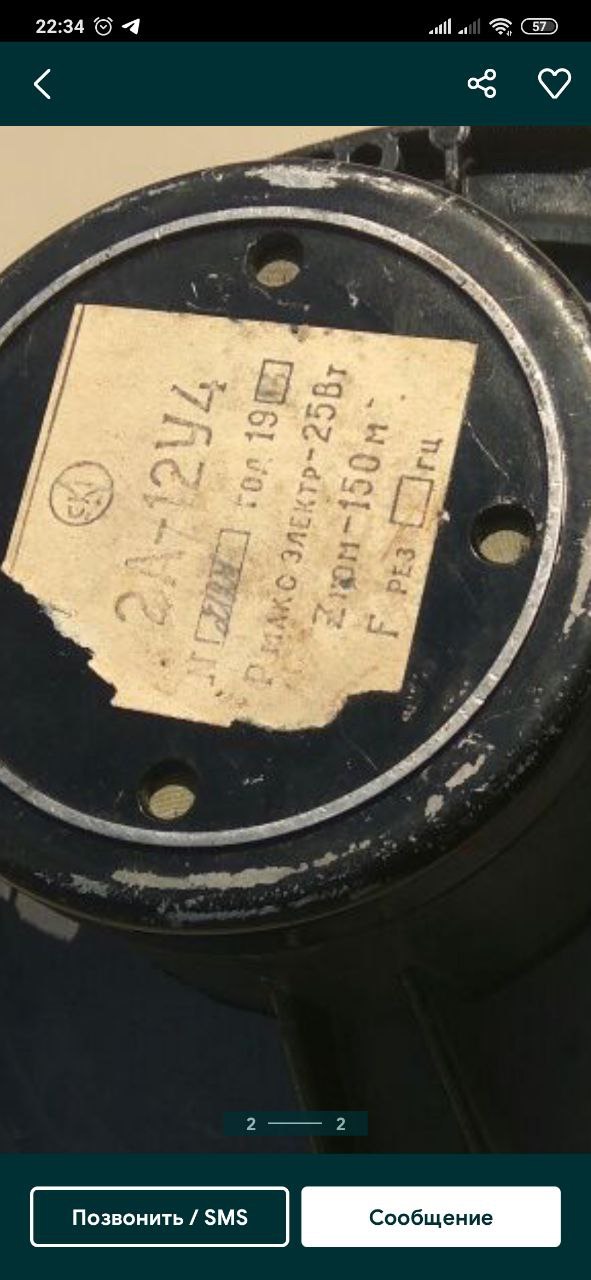 22:34
57
2А-12У4
год 19
Р МАКС ЭЛЕКТР-25Вт
Zном-150м
F РЕЗ гц
2 2
Позвонить / SMS
Сообщение